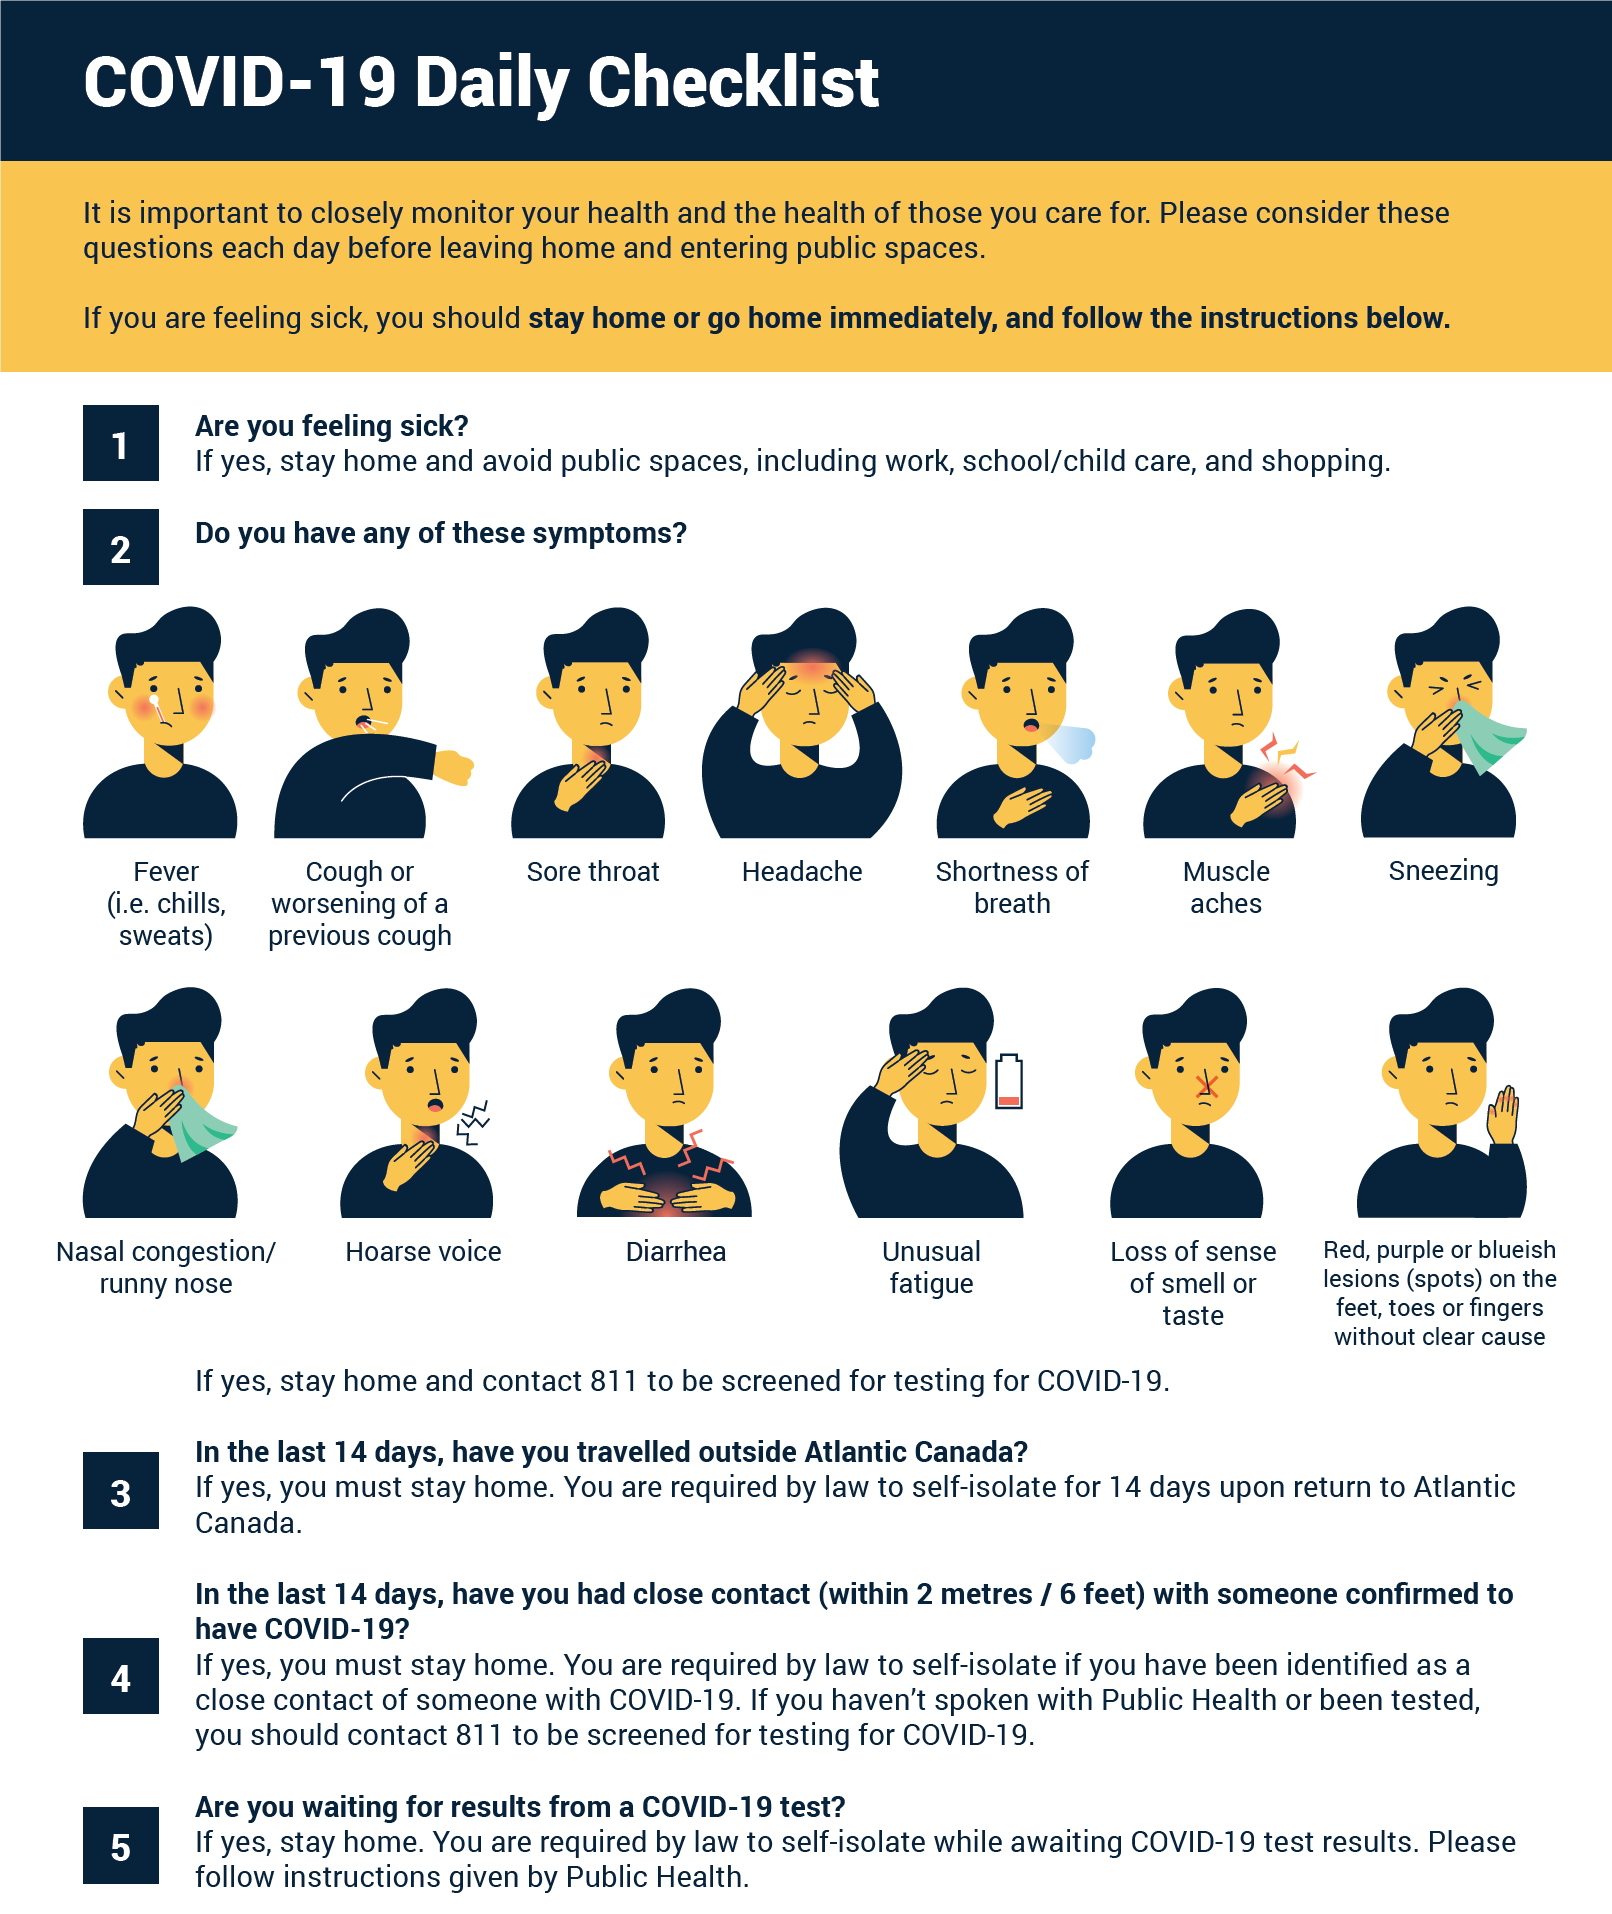 COVID-19 Daily Checklist
It is important to closely monitor your health and the health of those you care for. Please consider these
questions each day before leaving home and entering public spaces.
If you are feeling sick, you should stay home or go home immediately, and follow the instructions below.
1
Are you feeling sick?
If yes, stay home and avoid public spaces, including work, school/child care, and shopping.
2
Do you have any of these symptoms?
Fever
(i.e. chills,
sweats)
Cough or
worsening of a
previous cough
Sore throat
Headache
Shortness of
breath
Muscle
aches
Sneezing
Nasal congestion/
runny nose
Hoarse voice
Diarrhea
Unusual
fatigue
Loss of sense
of smell or
taste
Red, purple or blueish
lesions (spots) on the
feet, toes or fingers
without clear cause
If yes, stay home and contact 811 to be screened for testing for COVID-19.
3
In the last 14 days, have you travelled outside Atlantic Canada?
If yes, you must stay home. You are required by law to self-isolate for 14 days upon return to Atlantic
Canada.
4
In the last 14 days, have you had close contact (within 2 metres / 6 feet) with someone confirmed to
have COVID-19?
If yes, you must stay home. You are required by law to self-isolate if you have been identified as a
close contact of someone with COVID-19. If you haven’t spoken with Public Health or been tested,
you should contact 811 to be screened for testing for COVID-19.
5
Are you waiting for results from a COVID-19 test?
If yes, stay home. You are required by law to self-isolate while awaiting COVID-19 test results. Please
follow instructions given by Public Health.